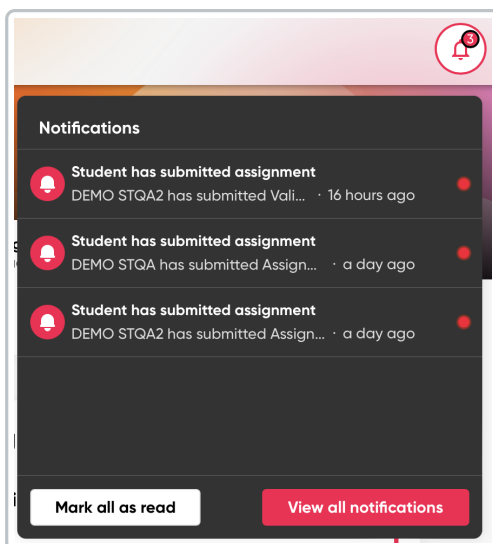 3
Notifications
Student has submitted assignment
DEMO STQA2 has submitted Vali... · 16 hours ago
Student has submitted assignment
DEMO STQA has submitted Assign... · a day ago
Student has submitted assignment
DEMO STQA2 has submitted Assign... · a day ago
Mark all as read
View all notifications